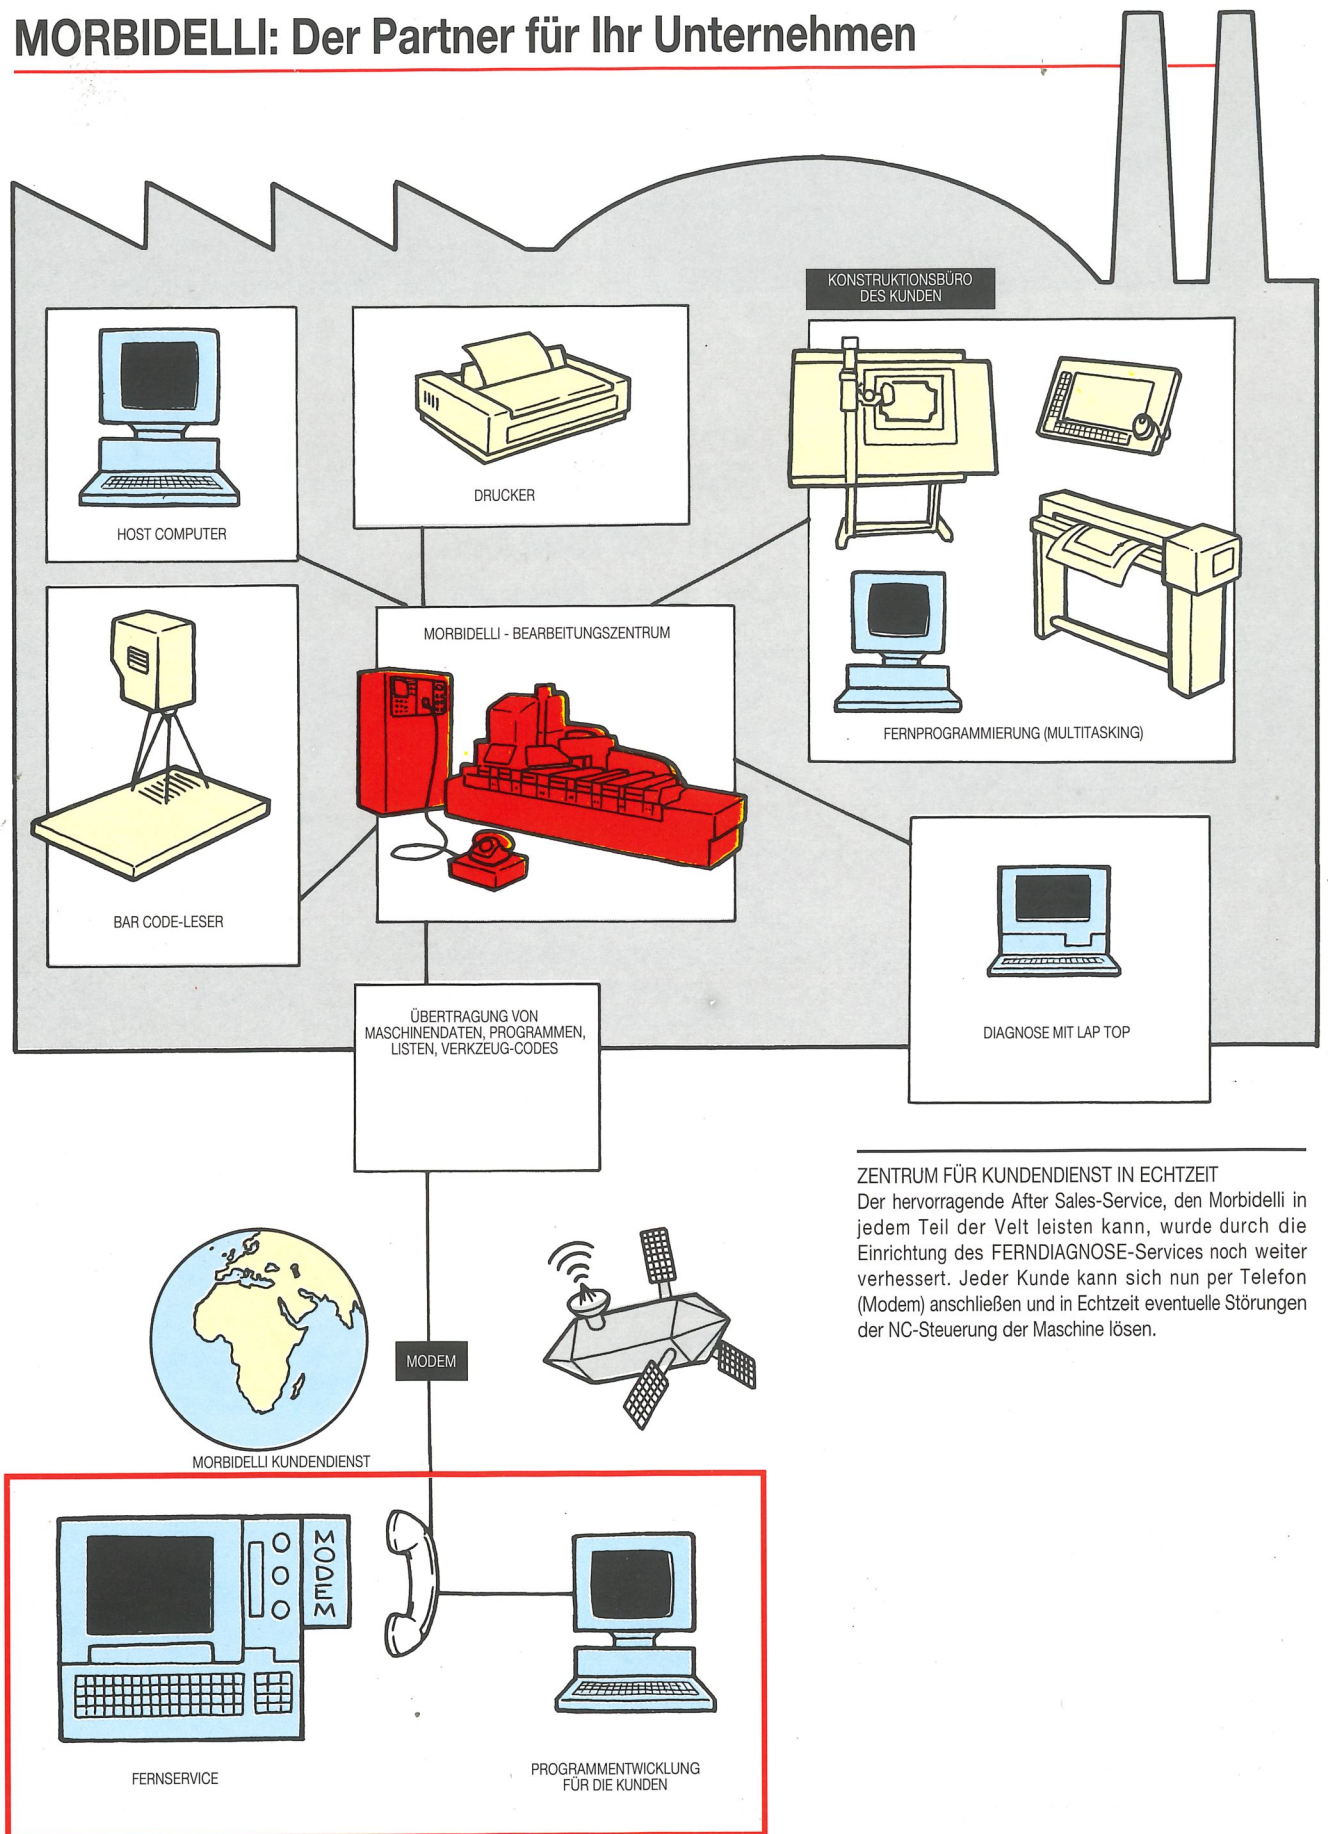 MORBIDELLI: Der Partner für Ihr Unternehmen
KONSTRUKTIONSBÜRO
DES KUNDEN
HOST COMPUTER
DRUCKER
FERNPROGRAMMIERUNG (MULTITASKING)
MORBIDELLI - BEARBEITUNGSZENTRUM
BAR CODE-LESER
DIAGNOSE MIT LAP TOP
ÜBERTRAGUNG VON
MASCHINENDATEN, PROGRAMMEN,
LISTEN, VERKZEUG-CODES
ZENTRUM FÜR KUNDENDIENST IN ECHTZEIT
Der hervorragende After Sales-Service, den Morbidelli in
jedem Teil der Velt leisten kann, wurde durch die
Einrichtung des FERNDIAGNOSE-Services noch weiter
verhessert. Jeder Kunde kann sich nun per Telefon
(Modem) anschließen und in Echtzeit eventuelle Störungen
der NC-Steuerung der Maschine lösen.
MODEM
MORBIDELLI KUNDENDIENST
MODEM
FERNSERVICE
PROGRAMMENTWICKLUNG
FÜR DIE KUNDEN